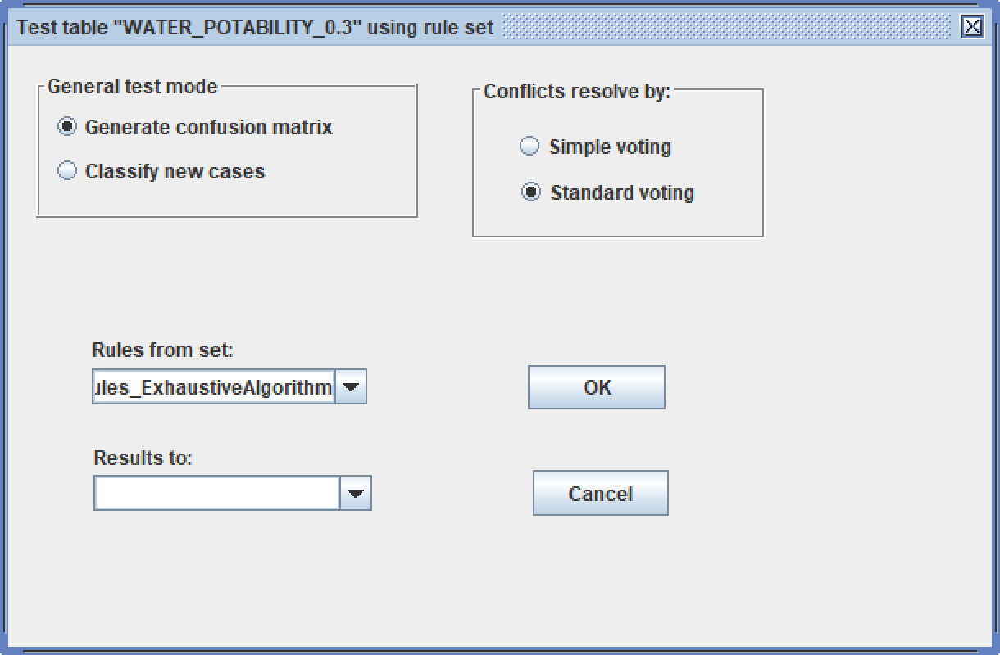 Test table "WATER_POTABILITY_0.3" using rule set
General test mode
Generate confusion matrix
Classify new cases
Conflicts resolve by:
Simple voting
Standard voting
Rules from set:
ules_ExhaustiveAlgorithm
OK
Results to:
Cancel